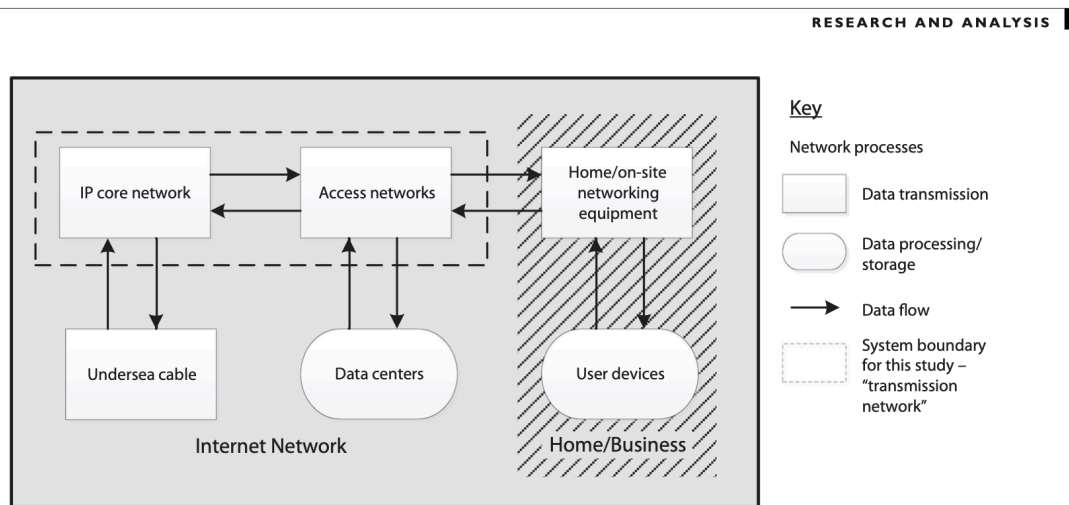 RESEARCH AND ANALYSIS
IP core network
Access networks
Home/on-site
networking
equipment
Undersea cable
Data centers
User devices
Internet Network
Home/Business
Key
Network processes
Data transmission
Data processing/
storage
Data flow
System boundary
for this study –
“transmission
network”